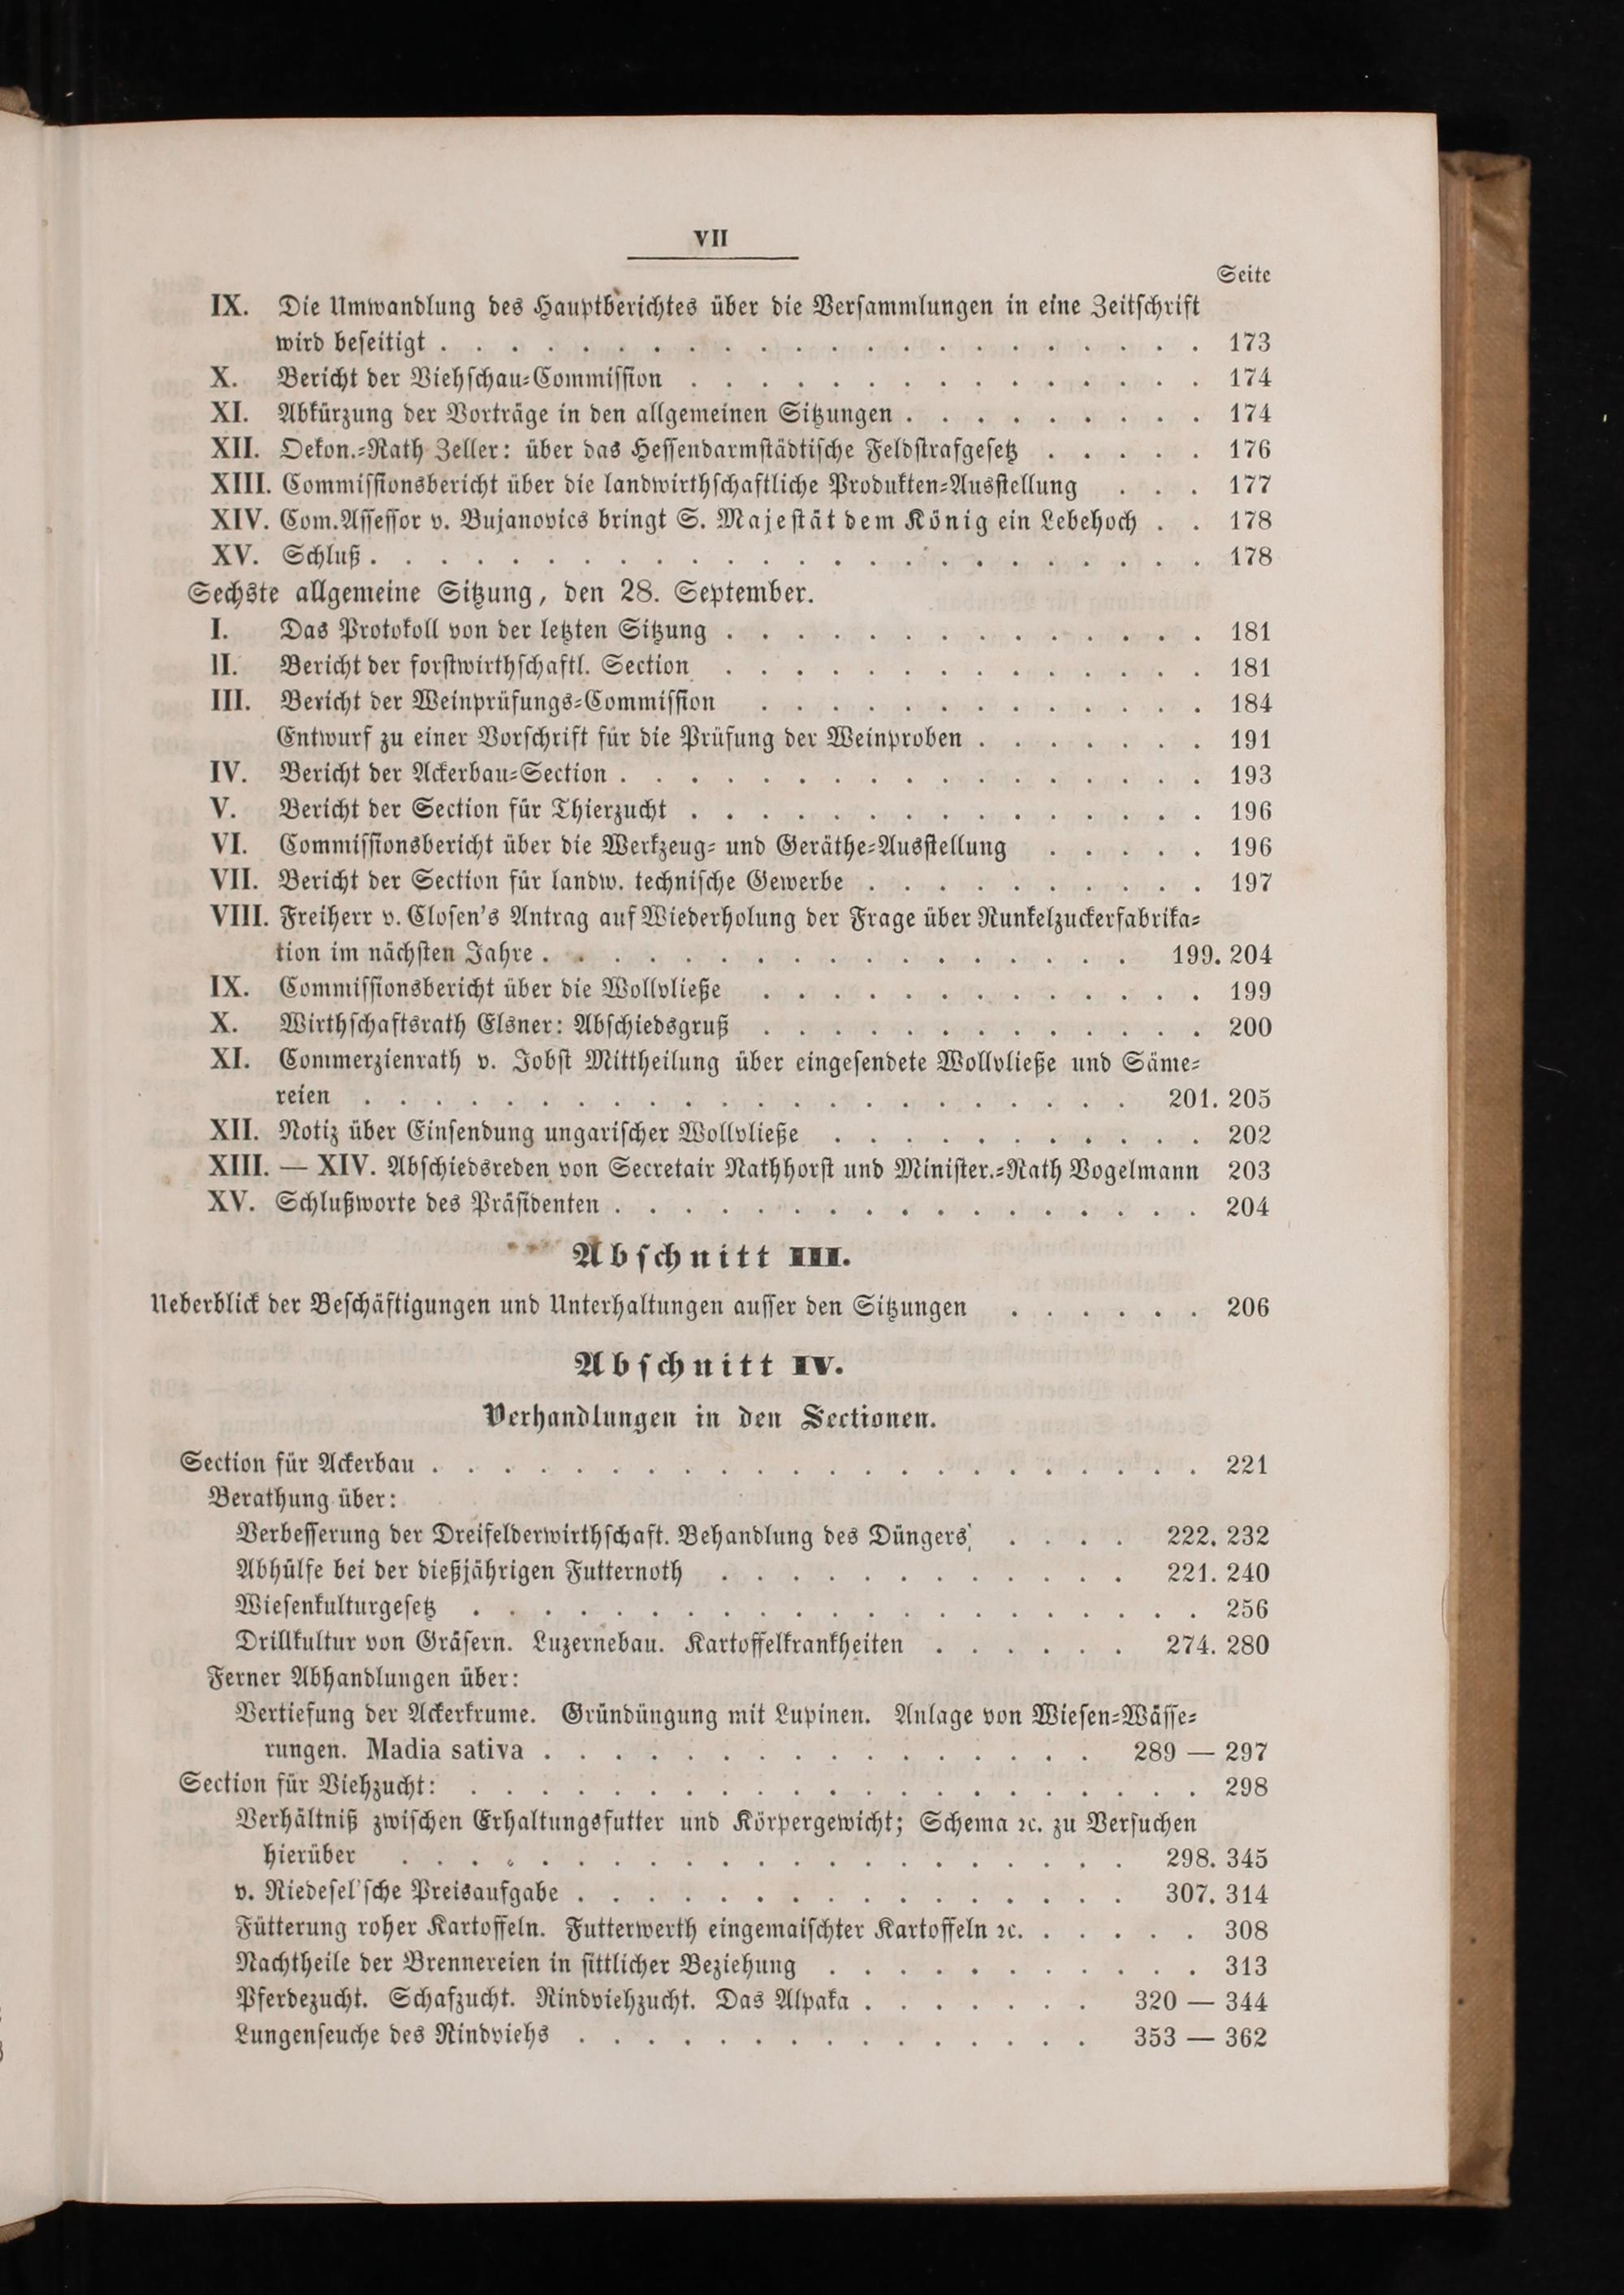 VII
Seite
IX. Die Umwandlung des Hauptberichtes über die Verſammlungen in eine Zeitſchrift
wird beſeitigt . . . . . . . . . . . . . . . . . . . . . . 173
X. Bericht der Viehſchau-Commiſſion . . . . . . . . . . . . . . . 174
XI. Abkürzung der Vorträge in den allgemeinen Sitzungen . . . . . . . . . 174
XII. Oekon.-Rath Zeller: über das Heſſendarmſtädtiſche Feldſtrafgeſetz . . . . . 176
XIII. Commiſſionsbericht über die landwirthſchaftliche Produkten-Ausſtellung . . . 177
XIV. Com.Aſſeſſor v. Bujanovics bringt S. Majeſtät dem König ein Lebehoch . . 178
XV. Schluß . . . . . . . . . . . . . . . . . . . . . . . . 178
Sechste allgemeine Sitzung, den 28. September.
I. Das Protokoll von der letzten Sitzung . . . . . . . . . . . . . . 181
II. Bericht der forſtwirthſchaftl. Section . . . . . . . . . . . . . . 181
III. Bericht der Weinprüfungs-Commiſſion . . . . . . . . . . . . . 184
Entwurf zu einer Vorſchrift für die Prüfung der Weinproben . . . . . . . 191
IV. Bericht der Ackerbau-Section . . . . . . . . . . . . . . . . . 193
V. Bericht der Section für Thierzucht . . . . . . . . . . . . . . . 196
VI. Commiſſionsbericht über die Werkzeug- und Geräthe-Ausſtellung . . . . . 196
VII. Bericht der Section für landw. techniſche Gewerbe . . . . . . . . . . 197
VIII. Freiherr v. Cloſen's Antrag auf Wiederholung der Frage über Runkelzuckerfabrika-
tion im nächſten Jahre . . . . . . . . . . . . . . . . . 199. 204
IX. Commiſſionsbericht über die Wollvließe . . . . . . . . . . . . . 199
X. Wirthſchaftsrath Elsner: Abſchiedsgruß . . . . . . . . . . . . . 200
XI. Commerzienrath v. Jobſt Mittheilung über eingeſendete Wollvließe und Säme-
reien . . . . . . . . . . . . . . . . . . . . . . 201. 205
XII. Notiz über Einſendung ungariſcher Wollvließe . . . . . . . . . . . 202
XIII. — XIV. Abſchiedsreden von Secretair Nathhorſt und Miniſter.-Rath Vogelmann 203
XV. Schlußworte des Präſidenten . . . . . . . . . . . . . . . . . 204
Abſchnitt III.
Ueberblick der Beſchäftigungen und Unterhaltungen auſſer den Sitzungen . . . . . . 206
Abſchnitt IV.
Verhandlungen in den Sectionen.
Section für Ackerbau . . . . . . . . . . . . . . . . . . . . . . 221
Berathung über:
Verbeſſerung der Dreifelderwirthſchaft. Behandlung des Düngers . . . . 222. 232
Abhülfe bei der dießjährigen Futternoth . . . . . . . . . . . . 221. 240
Wieſenkulturgeſetz . . . . . . . . . . . . . . . . . . . . . 256
Drillkultur von Gräſern. Luzernebau. Kartoffelkrankheiten . . . . . . 274. 280
Ferner Abhandlungen über:
Vertiefung der Ackerkrume. Gründüngung mit Lupinen. Anlage von Wieſen-Wäſſe-
rungen. Madia sativa . . . . . . . . . . . . . . . . 289 — 297
Section für Viehzucht: . . . . . . . . . . . . . . . . . . . . . 298
Verhältniß zwiſchen Erhaltungsfutter und Körpergewicht; Schema ꝛc. zu Verſuchen
hierüber . . . . . . . . . . . . . . . . . . . . . 298. 345
v. Riedeſel'ſche Preisaufgabe . . . . . . . . . . . . . . . . 307. 314
Fütterung roher Kartoffeln. Futterwerth eingemaiſchter Kartoffeln ꝛc. . . . . . 308
Nachtheile der Brennereien in ſittlicher Beziehung . . . . . . . . . . . 313
Pferdezucht. Schafzucht. Rindviehzucht. Das Alpaka . . . . . . . 320 — 344
Lungenſeuche des Rindviehs . . . . . . . . . . . . . . . 353 — 362